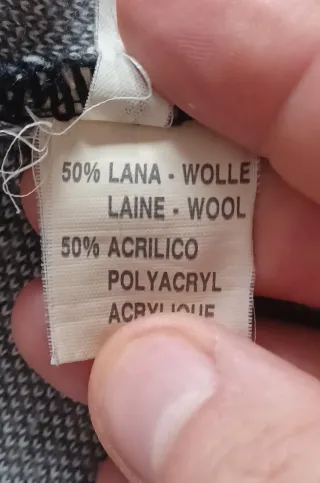 50% LANA - WOLLE
LAINE - WOOL
50% ACRILICO
POLYACRYL
ACRYLIQUE